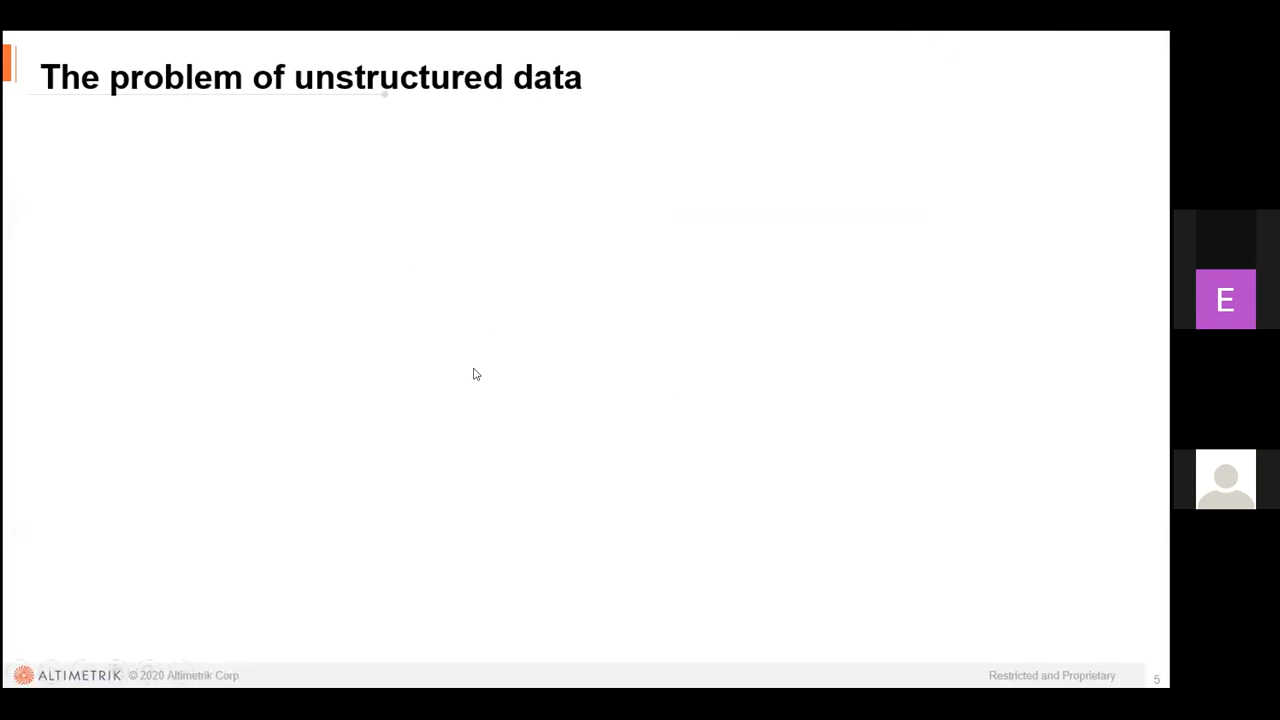 The problem of unstructured data
E
ALTIMETRIK © 2020 Altimetrik Corp
Restricted and Proprietary
5